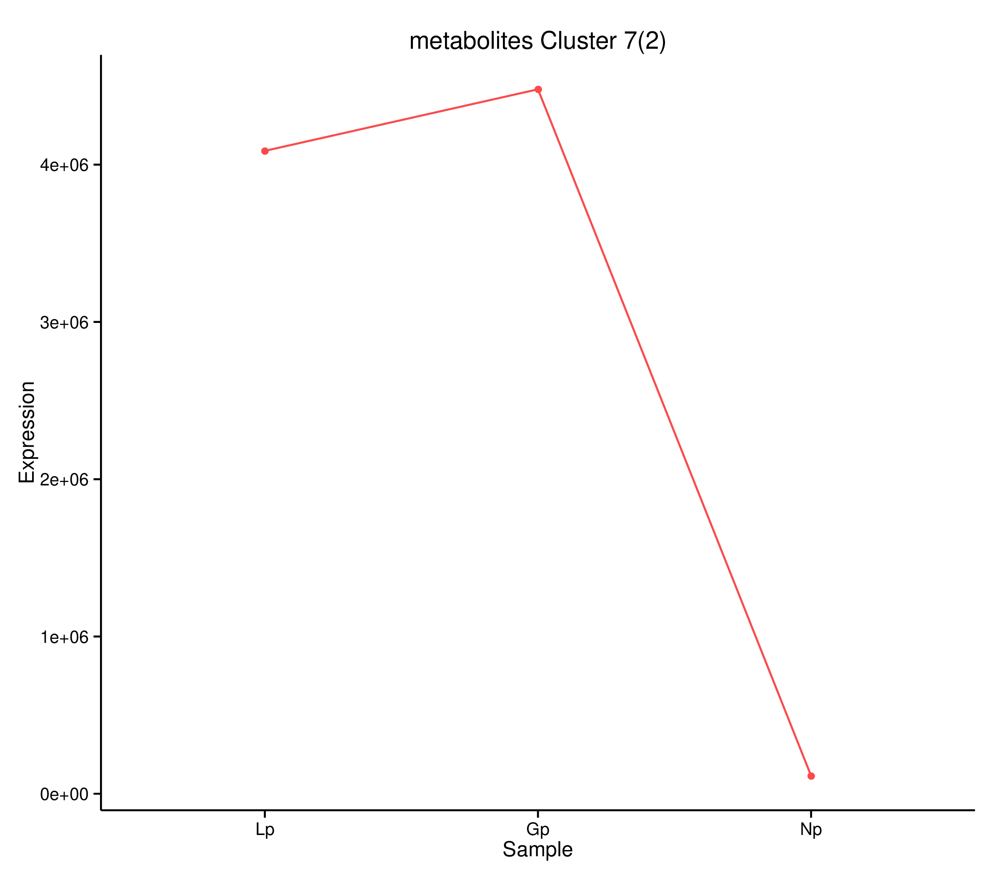 metabolites Cluster 7(2)
4e+06
3e+06
2e+06
1e+06
0e+00
Expression
Lp
Gp
Np
Sample